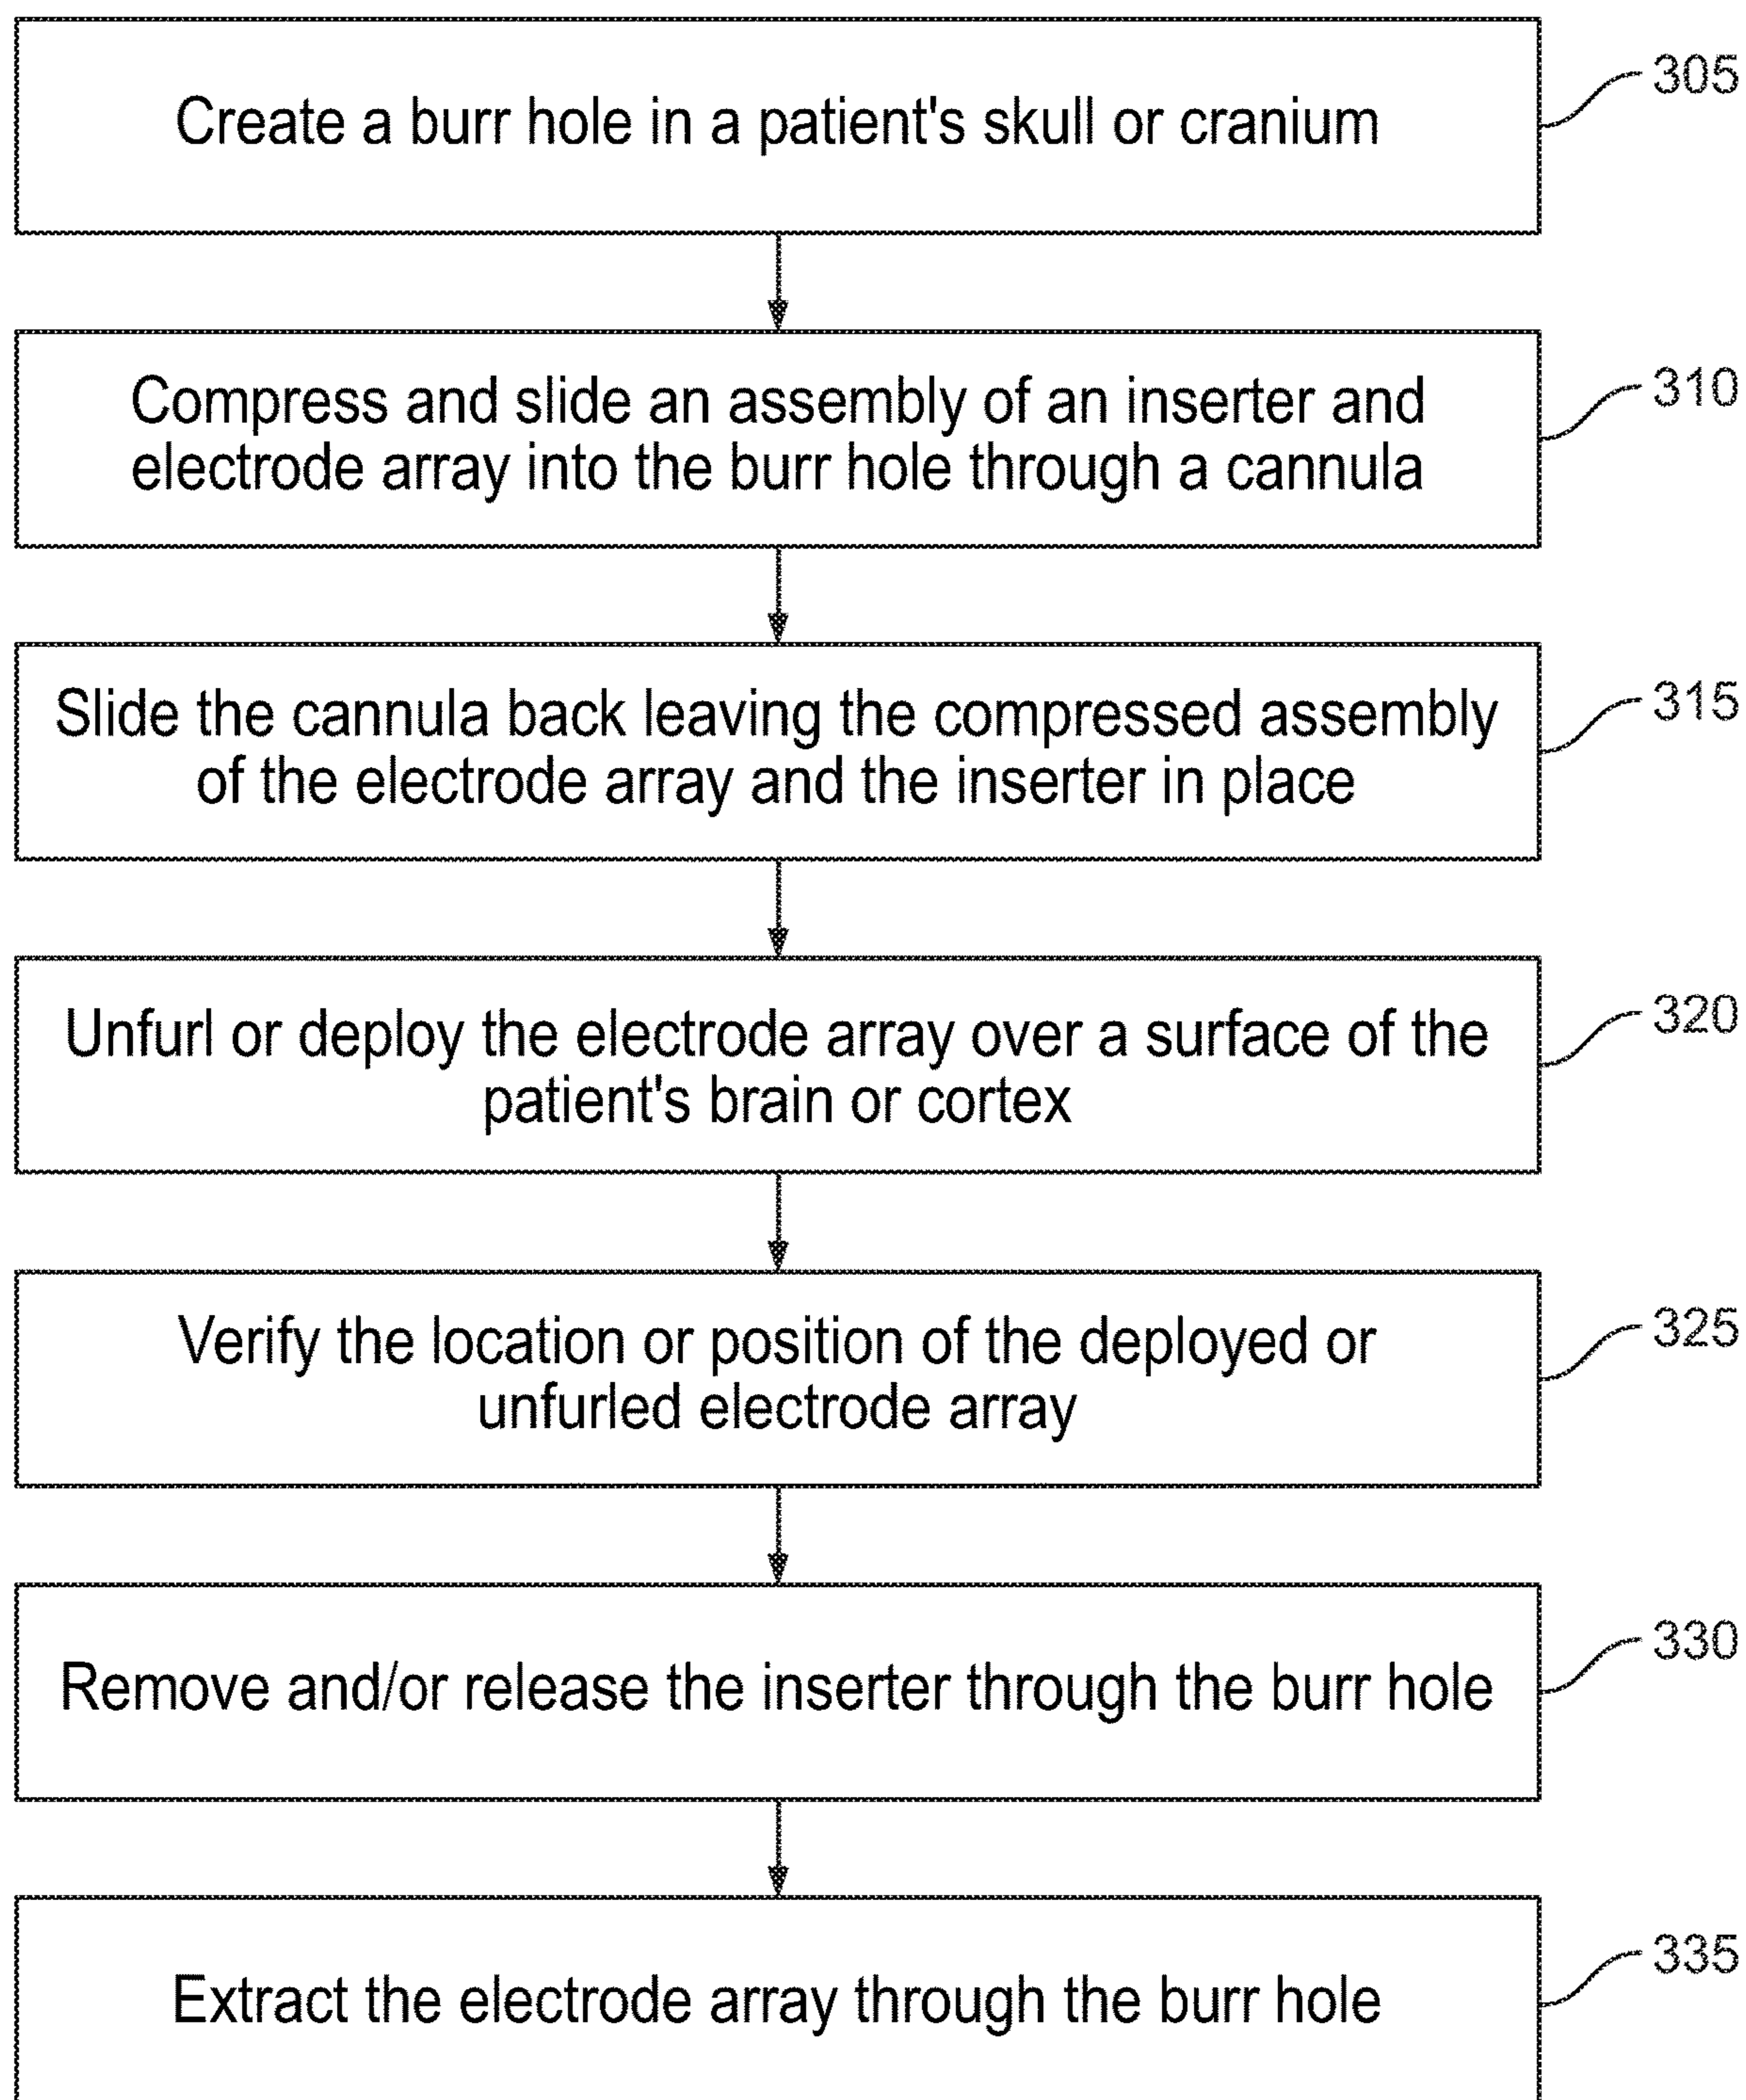 Create a burr hole in a patient's skull or cranium
305
Compress and slide an assembly of an inserter and
electrode array into the burr hole through a cannula
310
Slide the cannula back leaving the compressed assembly
of the electrode array and the inserter in place
315
Unfurl or deploy the electrode array over a surface of the
patient's brain or cortex
320
Verify the location or position of the deployed or
unfurled electrode array
325
Remove and/or release the inserter through the burr hole
330
Extract the electrode array through the burr hole
335